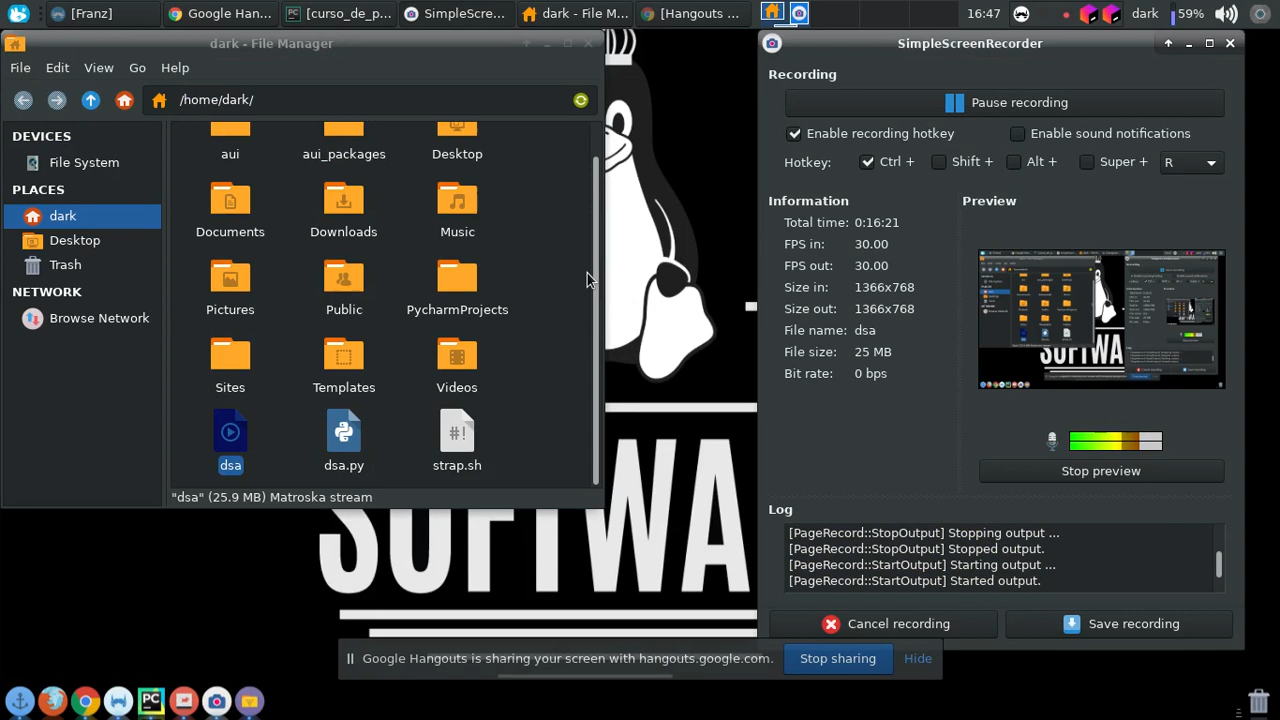 [Franz]
Google Han...
[curso_de_p...
SimpleScre...
dark - File M...
[Hangouts ...
16:47
dark
59%
dark - File Manager
File Edit View Go Help
/home/dark/
DEVICES
File System
PLACES
dark
Desktop
Trash
NETWORK
Browse Network
aui
aui_packages
Desktop
Documents
Downloads
Music
Pictures
Public
PycharmProjects
Sites
Templates
Videos
dsa
dsa.py
#!
strap.sh
"dsa" (25.9 MB) Matroska stream
SimpleScreenRecorder
Recording
Pause recording
Enable recording hotkey
Enable sound notifications
Hotkey: Ctrl + Shift + Alt + Super + R
Information
Total time: 0:16:21
FPS in: 30.00
FPS out: 30.00
Size in: 1366x768
Size out: 1366x768
File name: dsa
File size: 25 MB
Bit rate: 0 bps
Preview
Stop preview
Log
[PageRecord::StopOutput] Stopping output ...
[PageRecord::StopOutput] Stopped output.
[PageRecord::StartOutput] Starting output ...
[PageRecord::StartOutput] Started output.
Cancel recording
Save recording
SOFTWA
Google Hangouts is sharing your screen with hangouts.google.com.
Stop sharing
Hide
PC